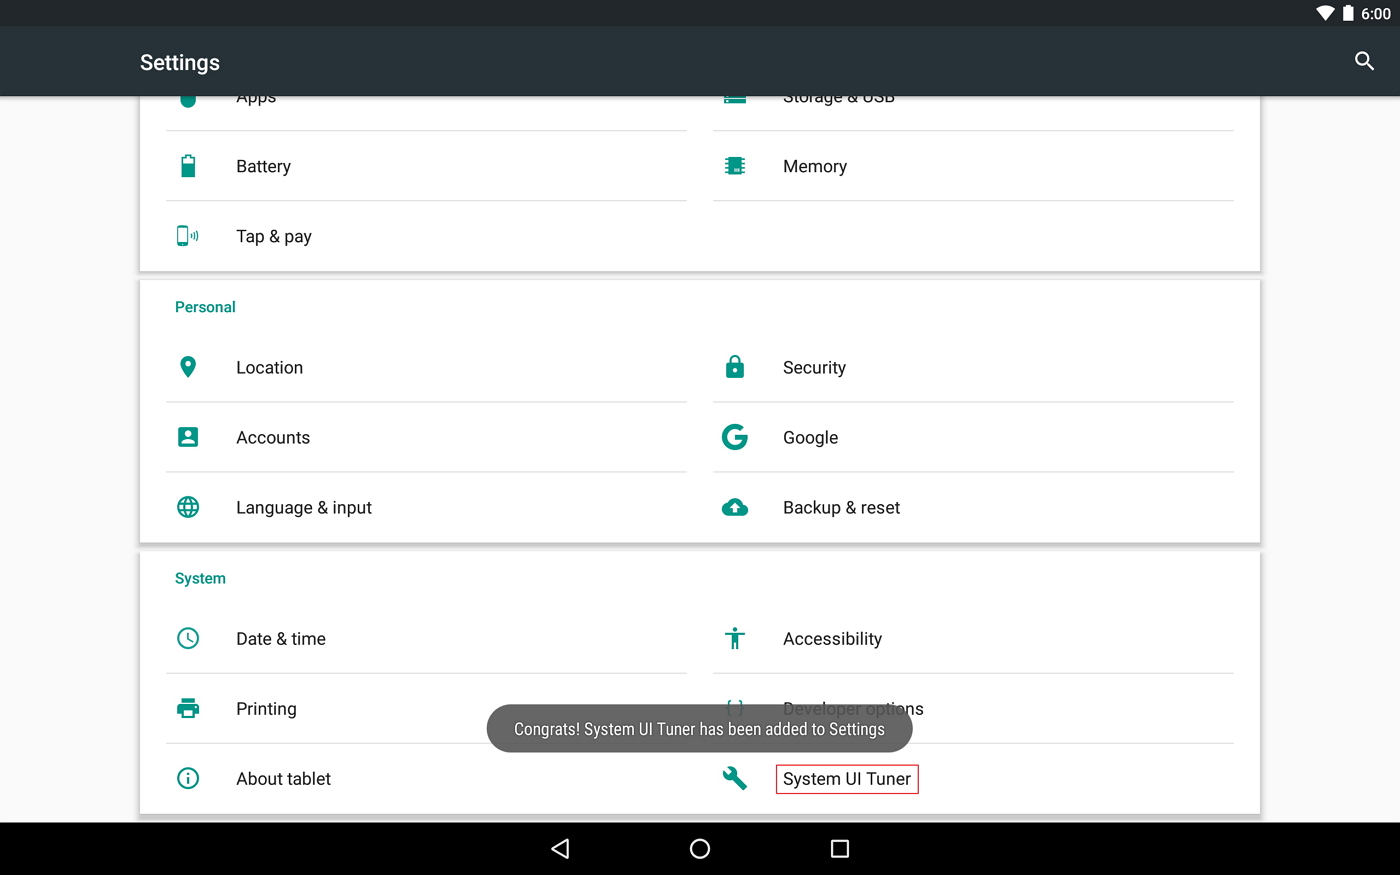 6:00
Settings
Apps
Storage & USB
Battery
Memory
Tap & pay
Personal
Location
Security
Accounts
Google
Language & input
Backup & reset
System
Date & time
Accessibility
Printing
Developer options
Congrats! System UI Tuner has been added to Settings
About tablet
System UI Tuner